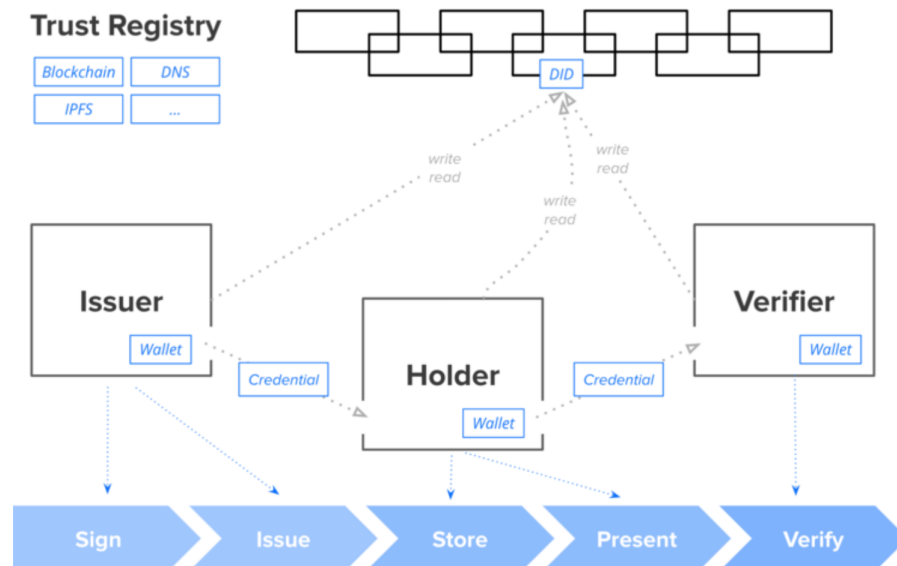 Trust Registry
Blockchain
DNS
IPFS
...
DID
write
read
write
read
write
read
Issuer
Wallet
Credential
Holder
Wallet
Credential
Verifier
Wallet
Sign
Issue
Store
Present
Verify